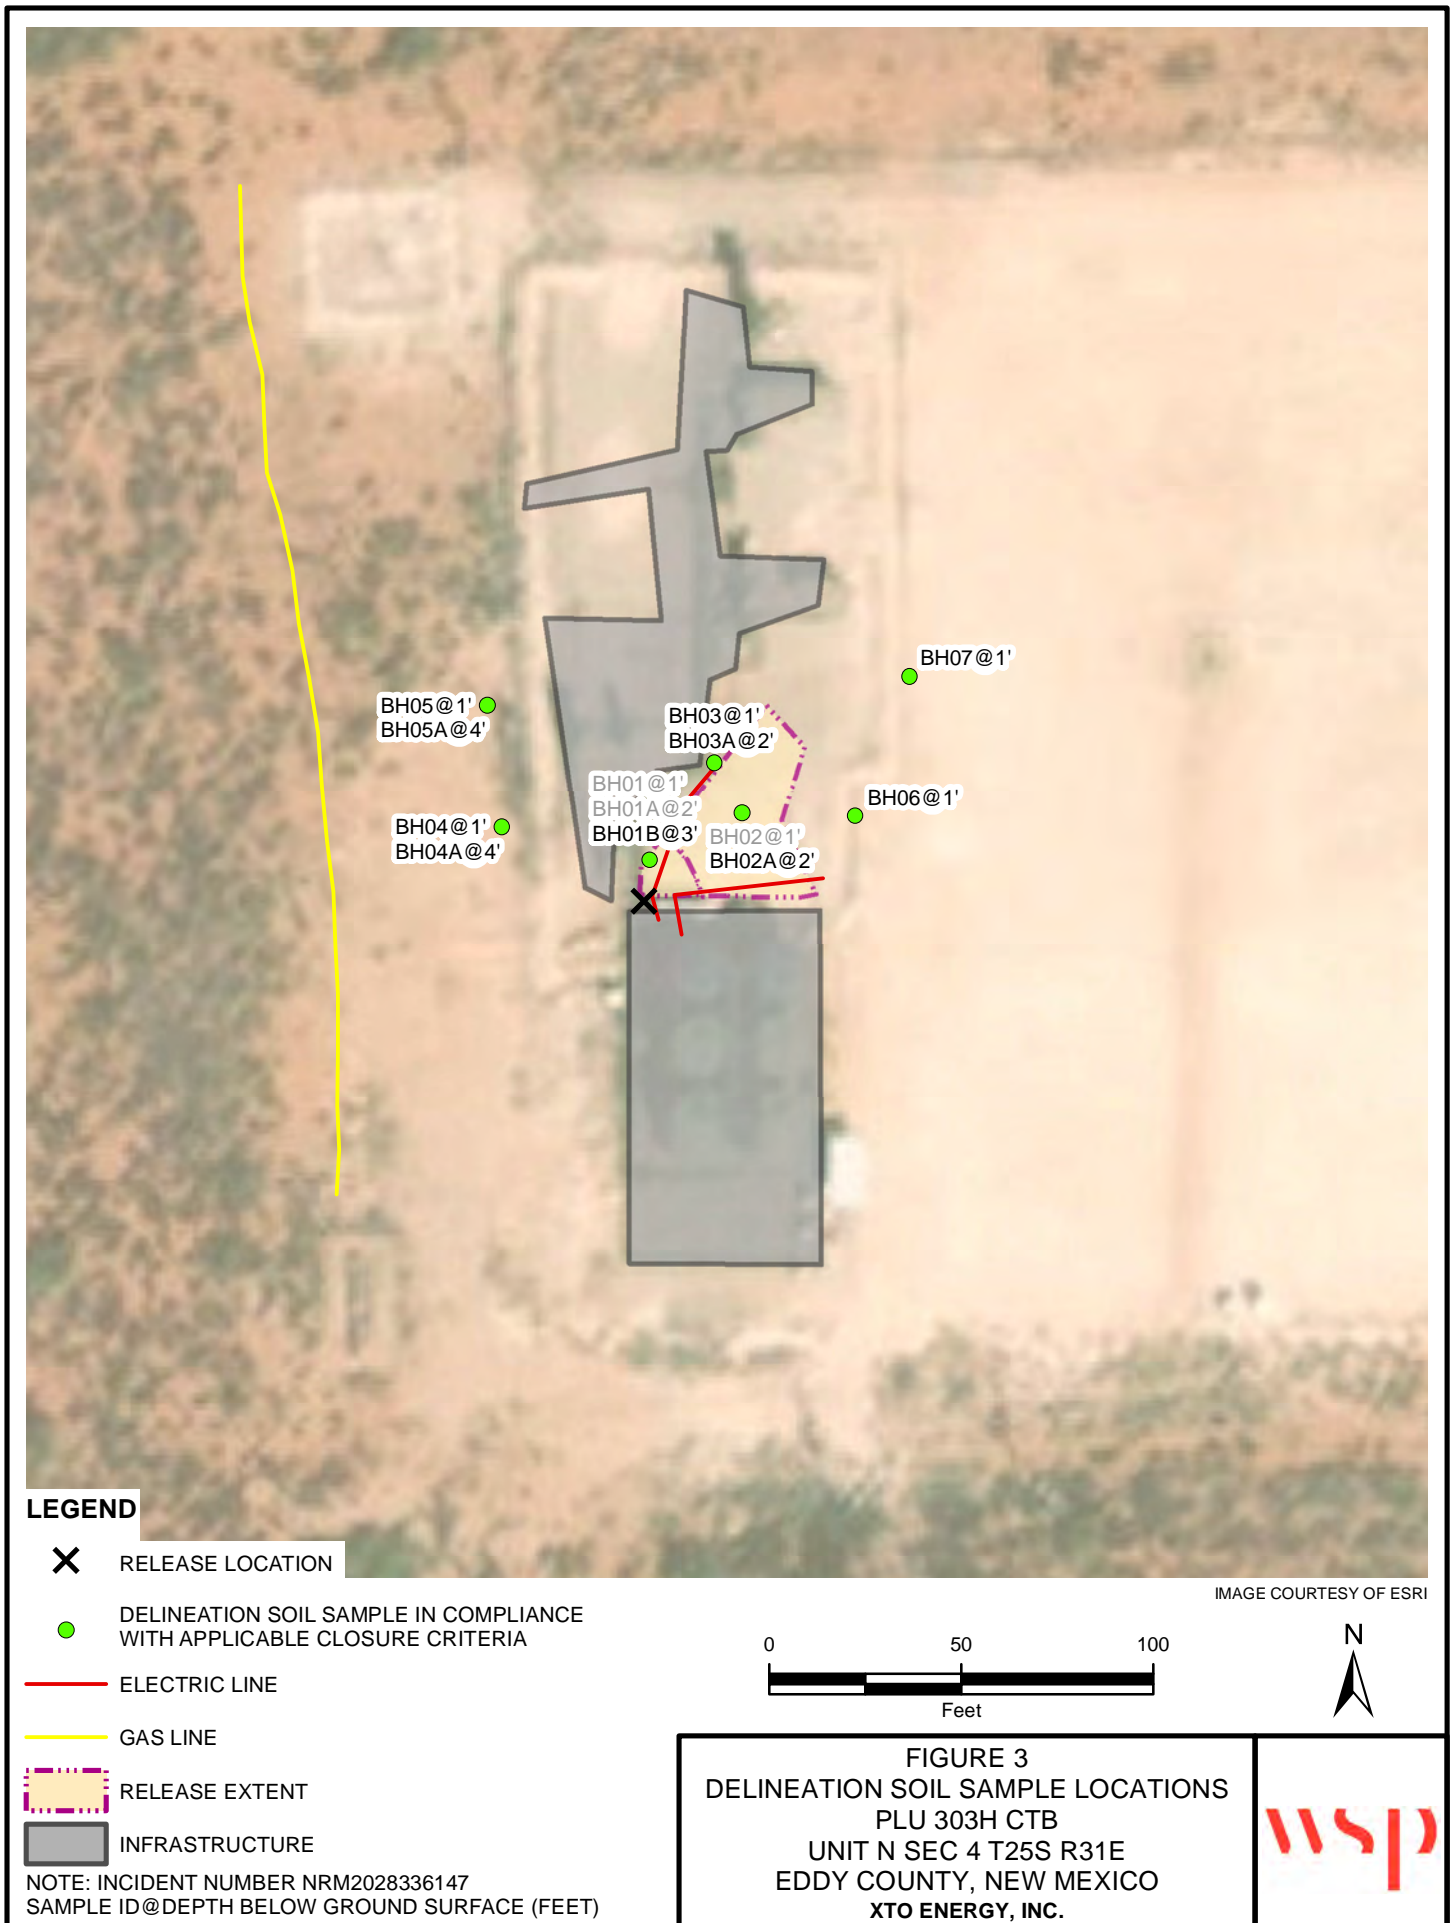 BH07@1'
BH05@1'
BH05A@4'
BH03@1'
BH03A@2'
BH01@1'
BH01A@2'
BH01B@3'
BH06@1'
BH04@1'
BH04A@4'
BH02@1'
BH02A@2'
LEGEND
RELEASE LOCATION
DELINEATION SOIL SAMPLE IN COMPLIANCE
WITH APPLICABLE CLOSURE CRITERIA
ELECTRIC LINE
GAS LINE
RELEASE EXTENT
INFRASTRUCTURE
NOTE: INCIDENT NUMBER NRM2028336147
SAMPLE ID@DEPTH BELOW GROUND SURFACE (FEET)
IMAGE COURTESY OF ESRI
0 50 100
Feet
N
FIGURE 3
DELINEATION SOIL SAMPLE LOCATIONS
PLU 303H CTB
UNIT N SEC 4 T25S R31E
EDDY COUNTY, NEW MEXICO
XTO ENERGY, INC.
wsp